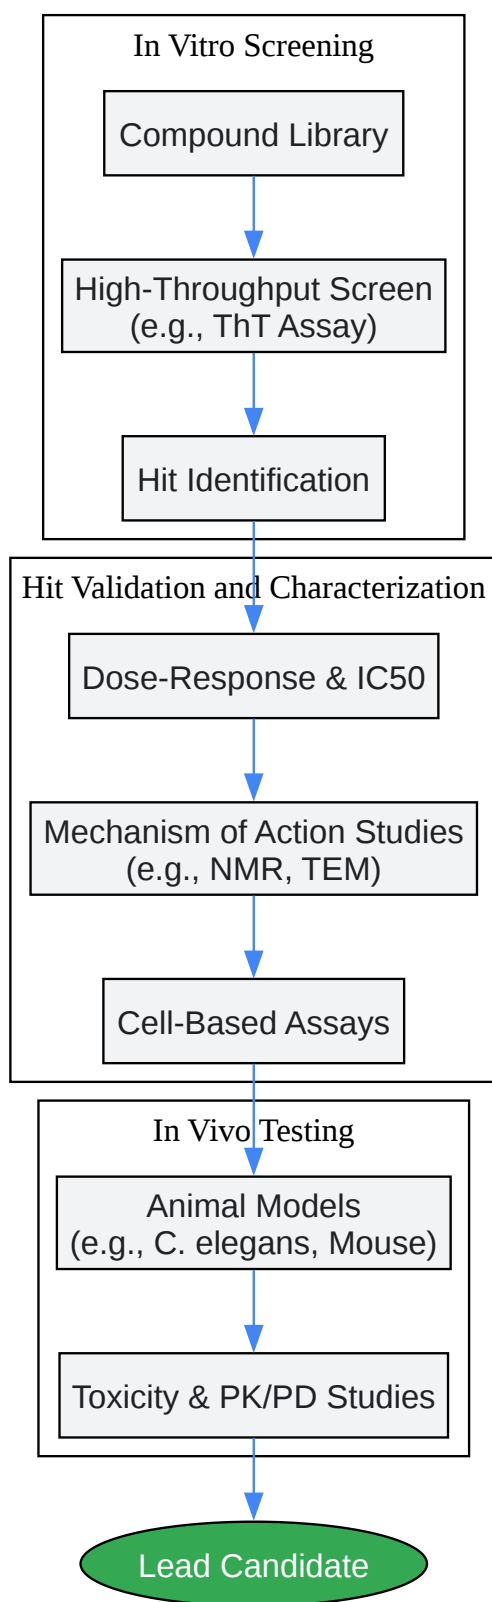 In Vitro Screening
Compound Library
High-Throughput Screen
(e.g., ThT Assay)
Hit Identification
Hit Validation and Characterization
Dose-Response & IC50
Mechanism of Action Studies
(e.g., NMR, TEM)
Cell-Based Assays
In Vivo Testing
Animal Models
(e.g., C. elegans, Mouse)
Toxicity & PK/PD Studies
Lead Candidate